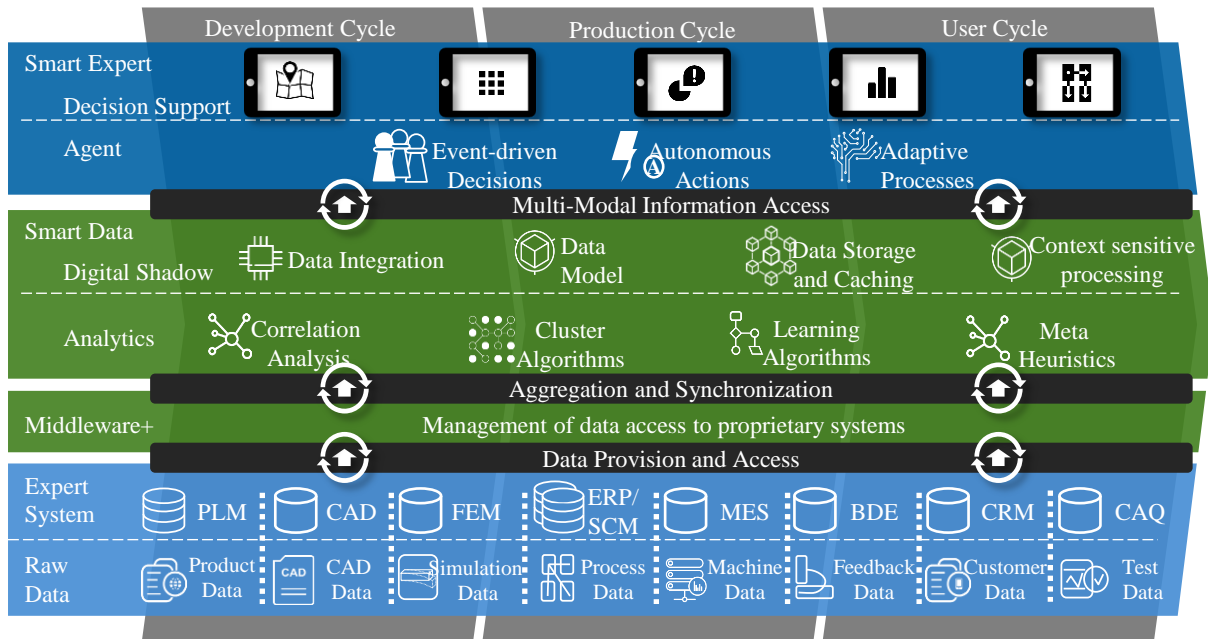 Development Cycle
Production Cycle
User Cycle
Smart Expert
Decision Support
Agent
Event-driven
Decisions
A
Autonomous
Actions
Adaptive
Processes
Multi-Modal Information Access
Smart Data
Digital Shadow
Data Integration
Data
Model
Data Storage
and Caching
Context sensitive
processing
Analytics
Correlation
Analysis
Cluster
Algorithms
Learning
Algorithms
Meta
Heuristics
Aggregation and Synchronization
Middleware+
Management of data access to proprietary systems
Data Provision and Access
Expert
System
PLM
CAD
FEM
ERP/
SCM
MES
BDE
CRM
CAQ
Raw
Data
Product
Data
CAD
CAD
Data
Simulation
Data
Process
Data
Machine
Data
Feedback
Data
Customer
Data
Test
Data